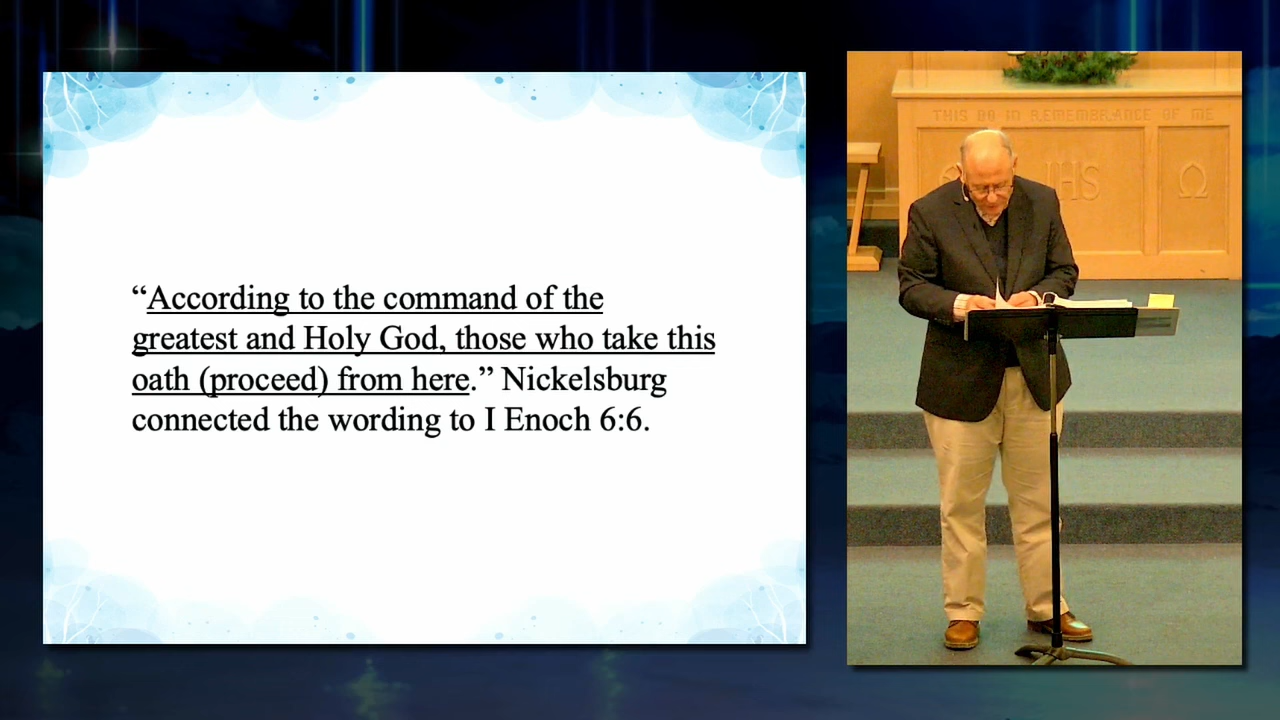 “According to the command of the
greatest and Holy God, those who take this
oath (proceed) from here.” Nickelsburg
connected the wording to I Enoch 6:6.
THIS DO IN REMEMBRANCE OF ME
IHS
Ω